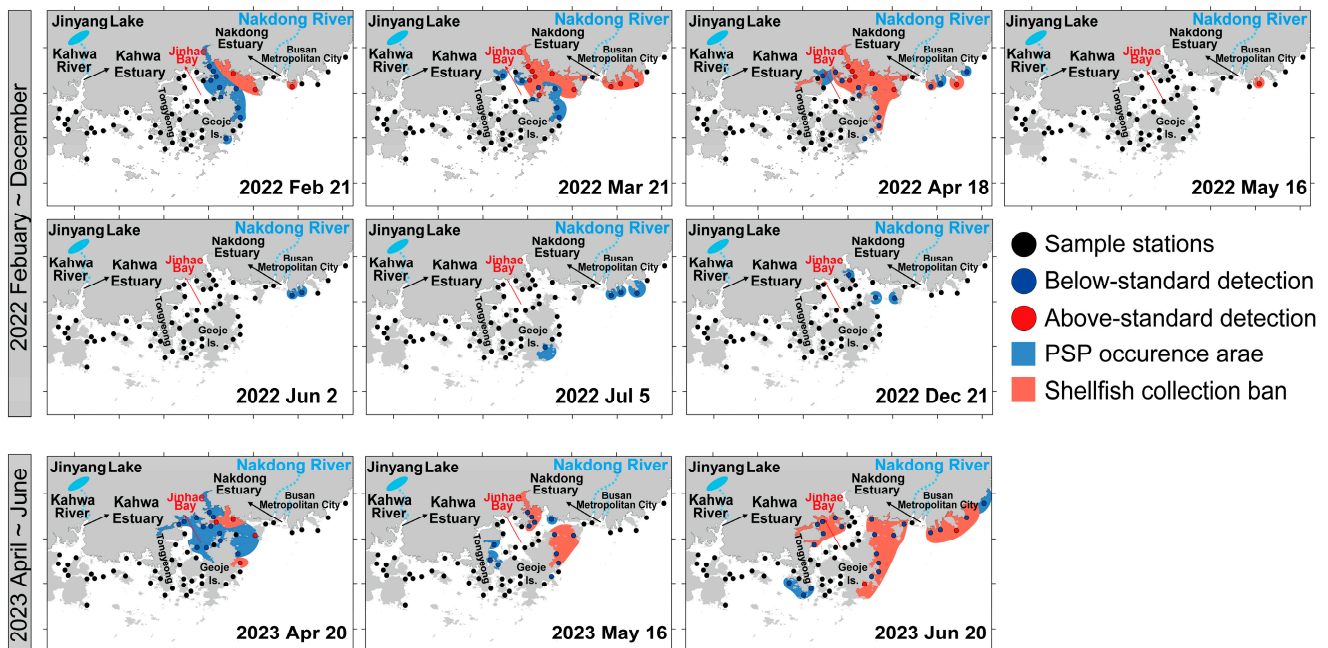 2022 Febuary ~ December
Jinyang Lake
Nakdong River
Kahwa
River
Kahwa
Estuary
Jinhae
Bay
Nakdong
Estuary
Busan
Metropolitan City
Tongyeong
Geoje
Is.
2022 Feb 21
Jinyang Lake
Nakdong River
Kahwa
River
Kahwa
Estuary
Jinhae
Bay
Nakdong
Estuary
Busan
Metropolitan City
Tongyeong
Geoje
Is.
2022 Mar 21
Jinyang Lake
Nakdong River
Kahwa
River
Kahwa
Estuary
Jinhae
Bay
Nakdong
Estuary
Busan
Metropolitan City
Tongyeong
Geoje
Is.
2022 Apr 18
Jinyang Lake
Nakdong River
Kahwa
River
Kahwa
Estuary
Jinhae
Bay
Nakdong
Estuary
Busan
Metropolitan City
Tongyeong
Geoje
Is.
2022 May 16
Jinyang Lake
Nakdong River
Kahwa
River
Kahwa
Estuary
Jinhae
Bay
Nakdong
Estuary
Busan
Metropolitan City
Tongyeong
Geoje
Is.
2022 Jun 2
Jinyang Lake
Nakdong River
Kahwa
River
Kahwa
Estuary
Jinhae
Bay
Nakdong
Estuary
Busan
Metropolitan City
Tongyeong
Geoje
Is.
2022 Jul 5
Jinyang Lake
Nakdong River
Kahwa
River
Kahwa
Estuary
Jinhae
Bay
Nakdong
Estuary
Busan
Metropolitan City
Tongyeong
Geoje
Is.
2022 Dec 21
Sample stations
Below-standard detection
Above-standard detection
PSP occurence arae
Shellfish collection ban
2023 April ~ June
Jinyang Lake
Nakdong River
Kahwa
River
Kahwa
Estuary
Jinhae
Bay
Nakdong
Estuary
Busan
Metropolitan City
Tongyeong
Geoje
Is.
2023 Apr 20
Jinyang Lake
Nakdong River
Kahwa
River
Kahwa
Estuary
Jinhae
Bay
Nakdong
Estuary
Busan
Metropolitan City
Tongyeong
Geoje
Is.
2023 May 16
Jinyang Lake
Nakdong River
Kahwa
River
Kahwa
Estuary
Jinhae
Bay
Nakdong
Estuary
Busan
Metropolitan City
Tongyeong
Geoje
Is.
2023 Jun 20